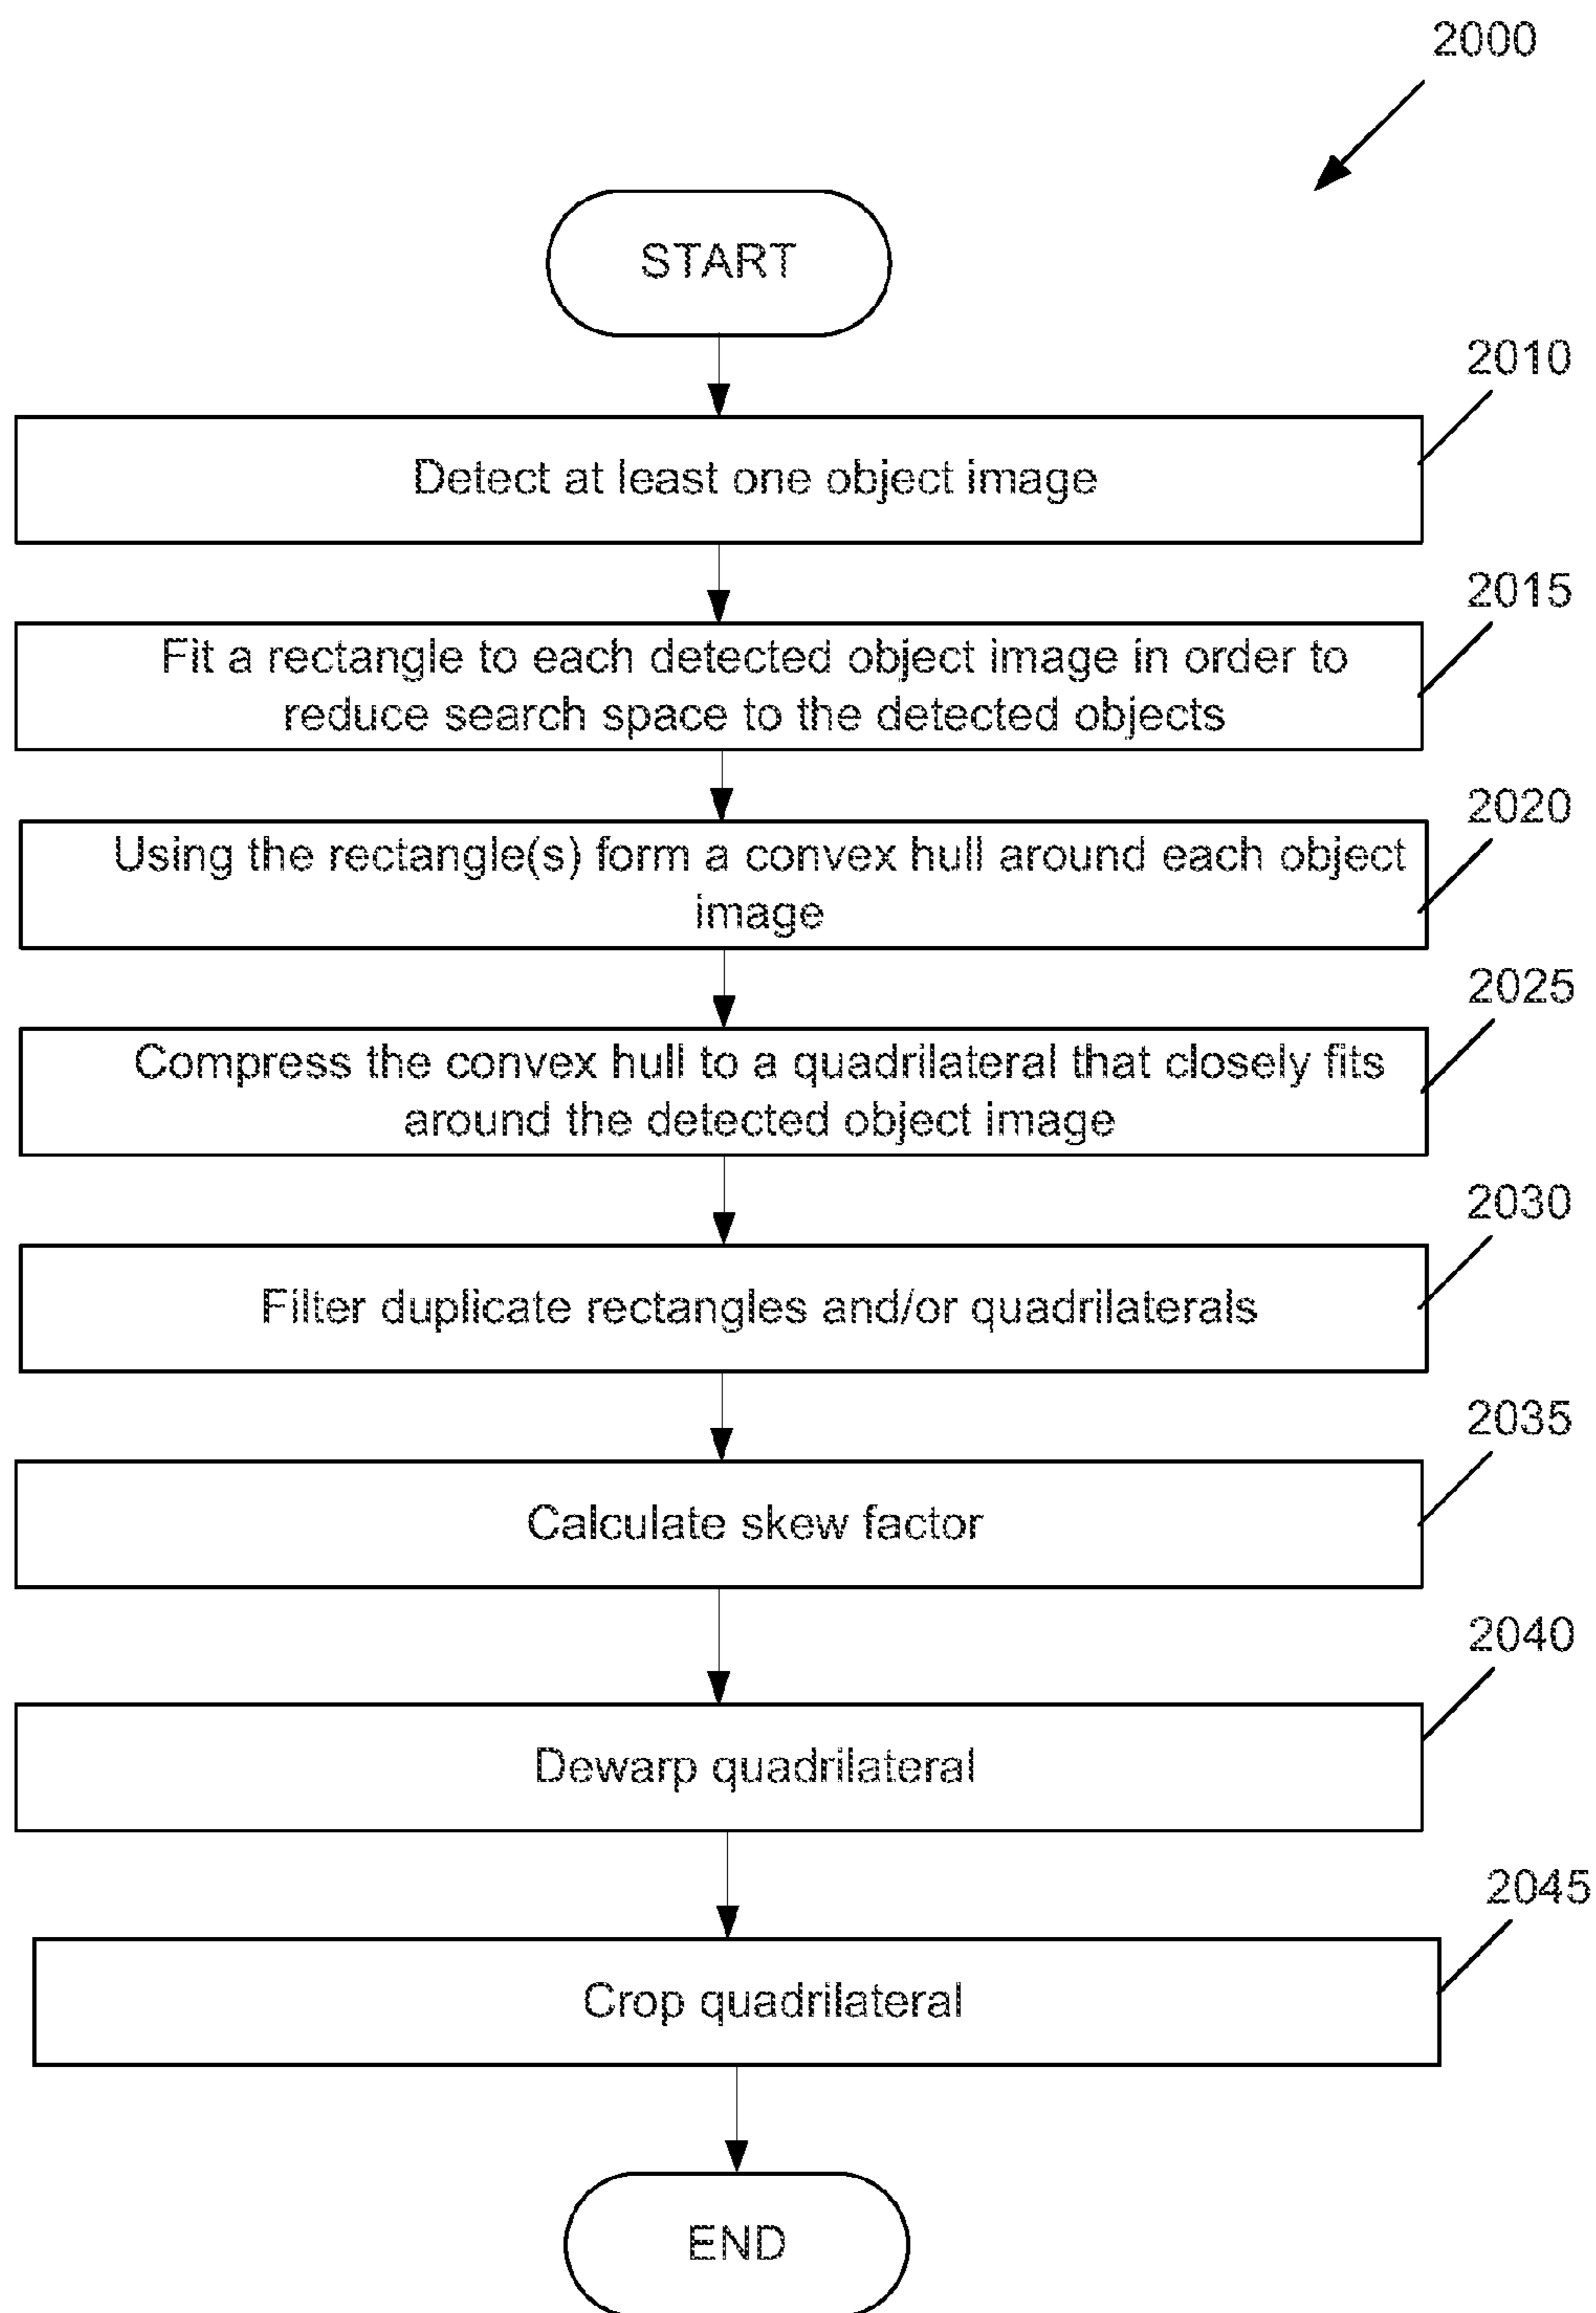 2000
START
2010
Detect at least one object image
2015
Fit a rectangle to each detected object image in order to
reduce search space to the detected objects
2020
Using the rectangle(s) form a convex hull around each object
image
2025
Compress the convex hull to a quadrilateral that closely fits
around the detected object image
2030
Filter duplicate rectangles and/or quadrilaterals
2035
Calculate skew factor
2040
Dewarp quadrilateral
2045
Crop quadrilateral
END